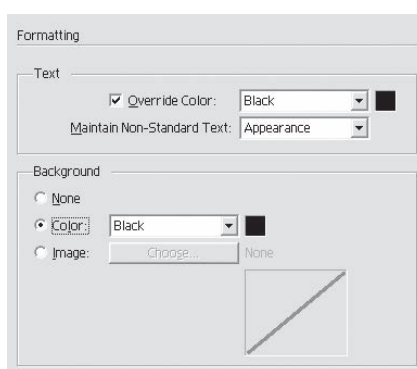 Formatting
Text
Override Color: Black
Maintain Non-Standard Text: Appearance
Background
None
Color: Black
Image: Choose... None